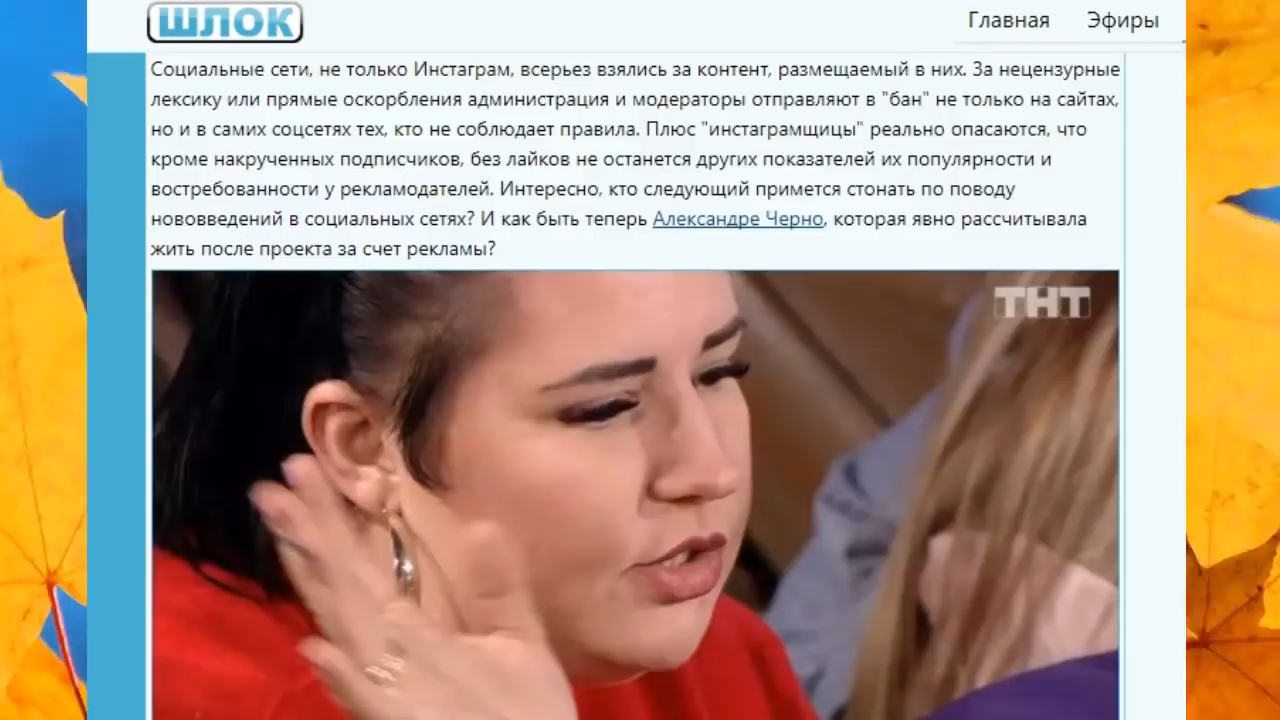 ШЛОК
Главная Эфиры
Социальные сети, не только Инстаграм, всерьез взялись за контент, размещаемый в них. За нецензурные
лексику или прямые оскорбления администрация и модераторы отправляют в "бан" не только на сайтах,
но и в самих соцсетях тех, кто не соблюдает правила. Плюс "инстаграмщицы" реально опасаются, что
кроме накрученных подписчиков, без лайков не останется других показателей их популярности и
востребованности у рекламодателей. Интересно, кто следующий примется стонать по поводу
нововведений в социальных сетях? И как быть теперь Александре Черно, которая явно рассчитывала
жить после проекта за счет рекламы?
ТНТ